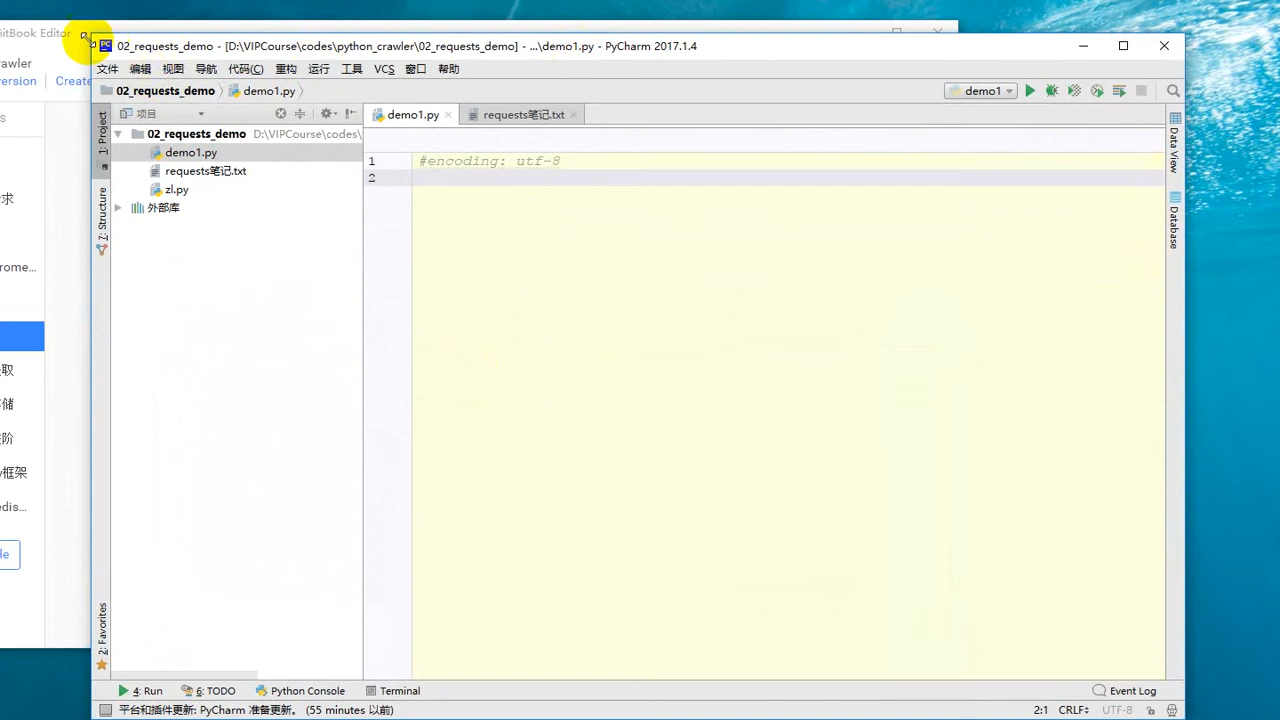 GitBook Editor
rawler
version Create
s
求
rome...
取
储
阶
y框架
edis...
le
02_requests_demo - [D:\VIPCourse\codes\python_crawler\02_requests_demo] - ...\demo1.py - PyCharm 2017.1.4
文件 编辑 视图 导航 代码(C) 重构 运行 工具 VCS 窗口 帮助
02_requests_demo demo1.py demo1
项目 demo1.py requests笔记.txt
02_requests_demo D:\VIPCourse\codes\
demo1.py
requests笔记.txt
zl.py
外部库
1 #encoding: utf-8
2
1: Project
7: Structure
2: Favorites
Data View
Database
4: Run 6: TODO Python Console Terminal Event Log
平台和插件更新: PyCharm 准备更新。 (55 minutes 以前) 2:1 CRLF UTF-8